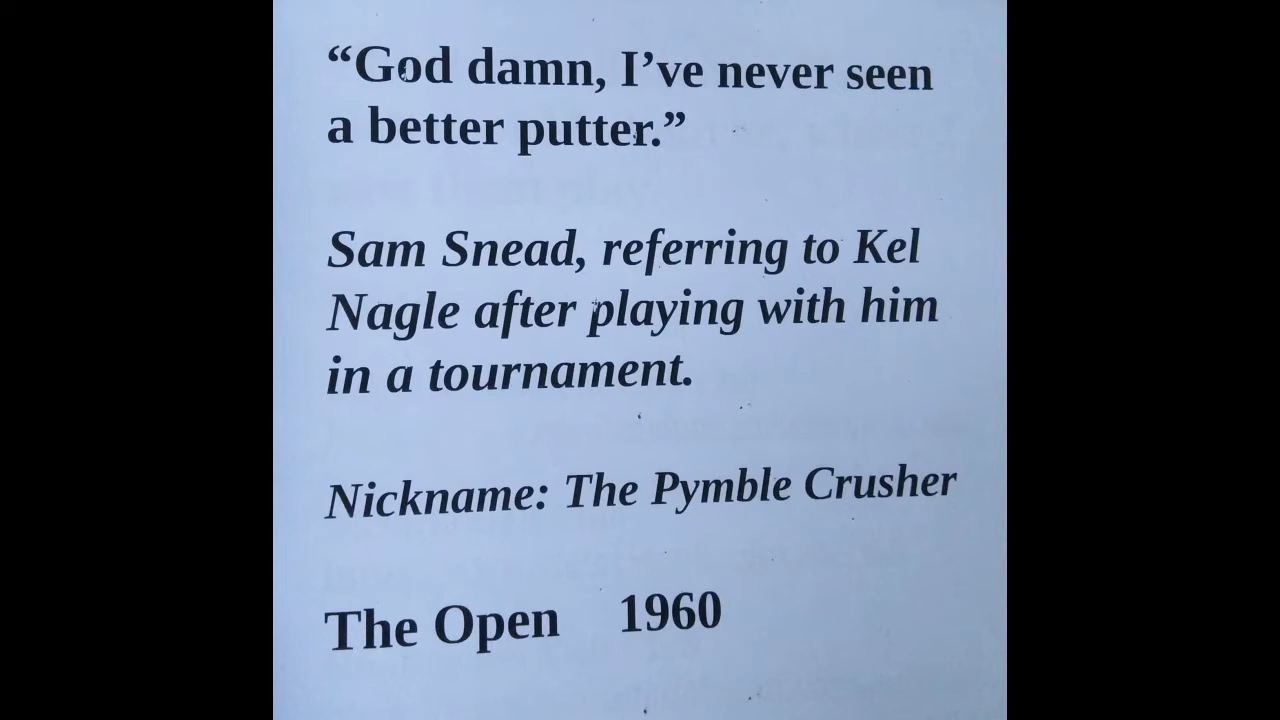 “God damn, I’ve never seen
a better putter.”
Sam Snead, referring to Kel
Nagle after playing with him
in a tournament.
Nickname: The Pymble Crusher
The Open 1960